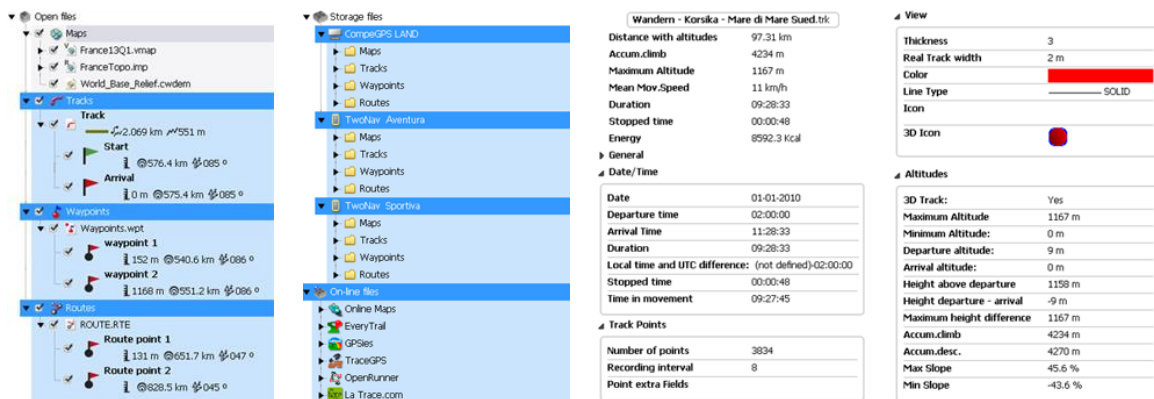 Open files
Maps
France13Q1.vmap
FranceTopo.imp
World_Base_Relief.cwdem
Tracks
Track
2.069 km 551 m
Start
576.4 km 085 º
Arrival
0 m 575.4 km 085 º
Waypoints
Waypoints.wpt
waypoint 1
152 m 540.6 km 086 º
waypoint 2
1168 m 551.2 km 086 º
Routes
ROUTE.RTE
Route point 1
131 m 651.7 km 047 º
Route point 2
828.5 km 045 º
Storage files
CompeGPS LAND
Maps
Tracks
Waypoints
Routes
TwoNav Aventura
Maps
Tracks
Waypoints
Routes
TwoNav Sportiva
Maps
Tracks
Waypoints
Routes
On-line files
Online Maps
EveryTrail
GPSies
TraceGPS
OpenRunner
La Trace.com
Wandern - Korsika - Mare di Mare Sued.trk
Distance with altitudes 97.31 km
Accum.climb 4234 m
Maximum Altitude 1167 m
Mean Mov.Speed 11 km/h
Duration 09:28:33
Stopped time 00:00:48
Energy 8592.3 Kcal
General
Date/Time
Date 01-01-2010
Departure time 02:00:00
Arrival Time 11:28:33
Duration 09:28:33
Local time and UTC difference: (not defined)-02:00:00
Stopped time 00:00:48
Time in movement 09:27:45
Track Points
Number of points 3834
Recording interval 8
Point extra Fields
View
Thickness 3
Real Track width 2 m
Color
Line Type SOLID
Icon
3D Icon
Altitudes
3D Track: Yes
Maximum Altitude 1167 m
Minimum Altitude: 0 m
Departure altitude: 9 m
Arrival altitude: 0 m
Height above departure 1158 m
Height departure - arrival -9 m
Maximum height difference 1167 m
Accum.climb 4234 m
Accum.desc. 4270 m
Max Slope 45.6 %
Min Slope -43.6 %